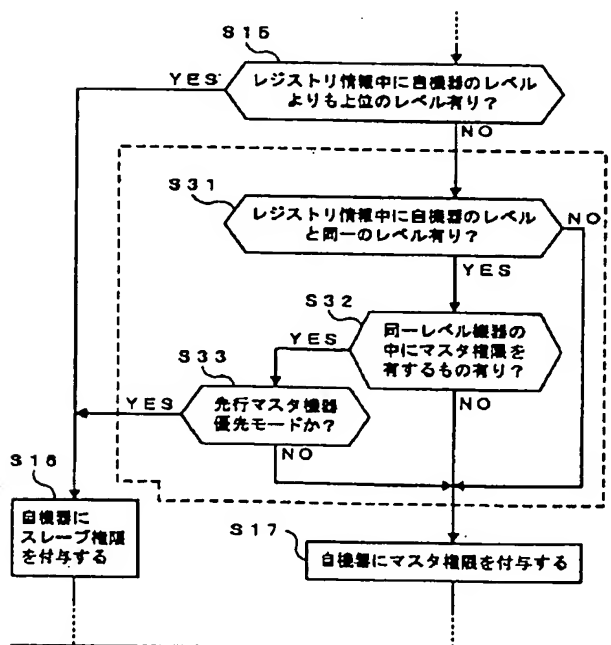 S15
YES
レジストリ情報中に自機器のレベル
よりも上位のレベル有り？
NO
S31
レジストリ情報中に自機器のレベル
と同一のレベル有り？
NO
YES
S32
YES
同一レベル機器の
中にマスタ権限を
有するもの有り？
S33
YES
先行マスタ機器
優先モードか？
NO
NO
S16
自機器に
スレーブ権限
を付与する
S17
自機器にマスタ権限を付与する